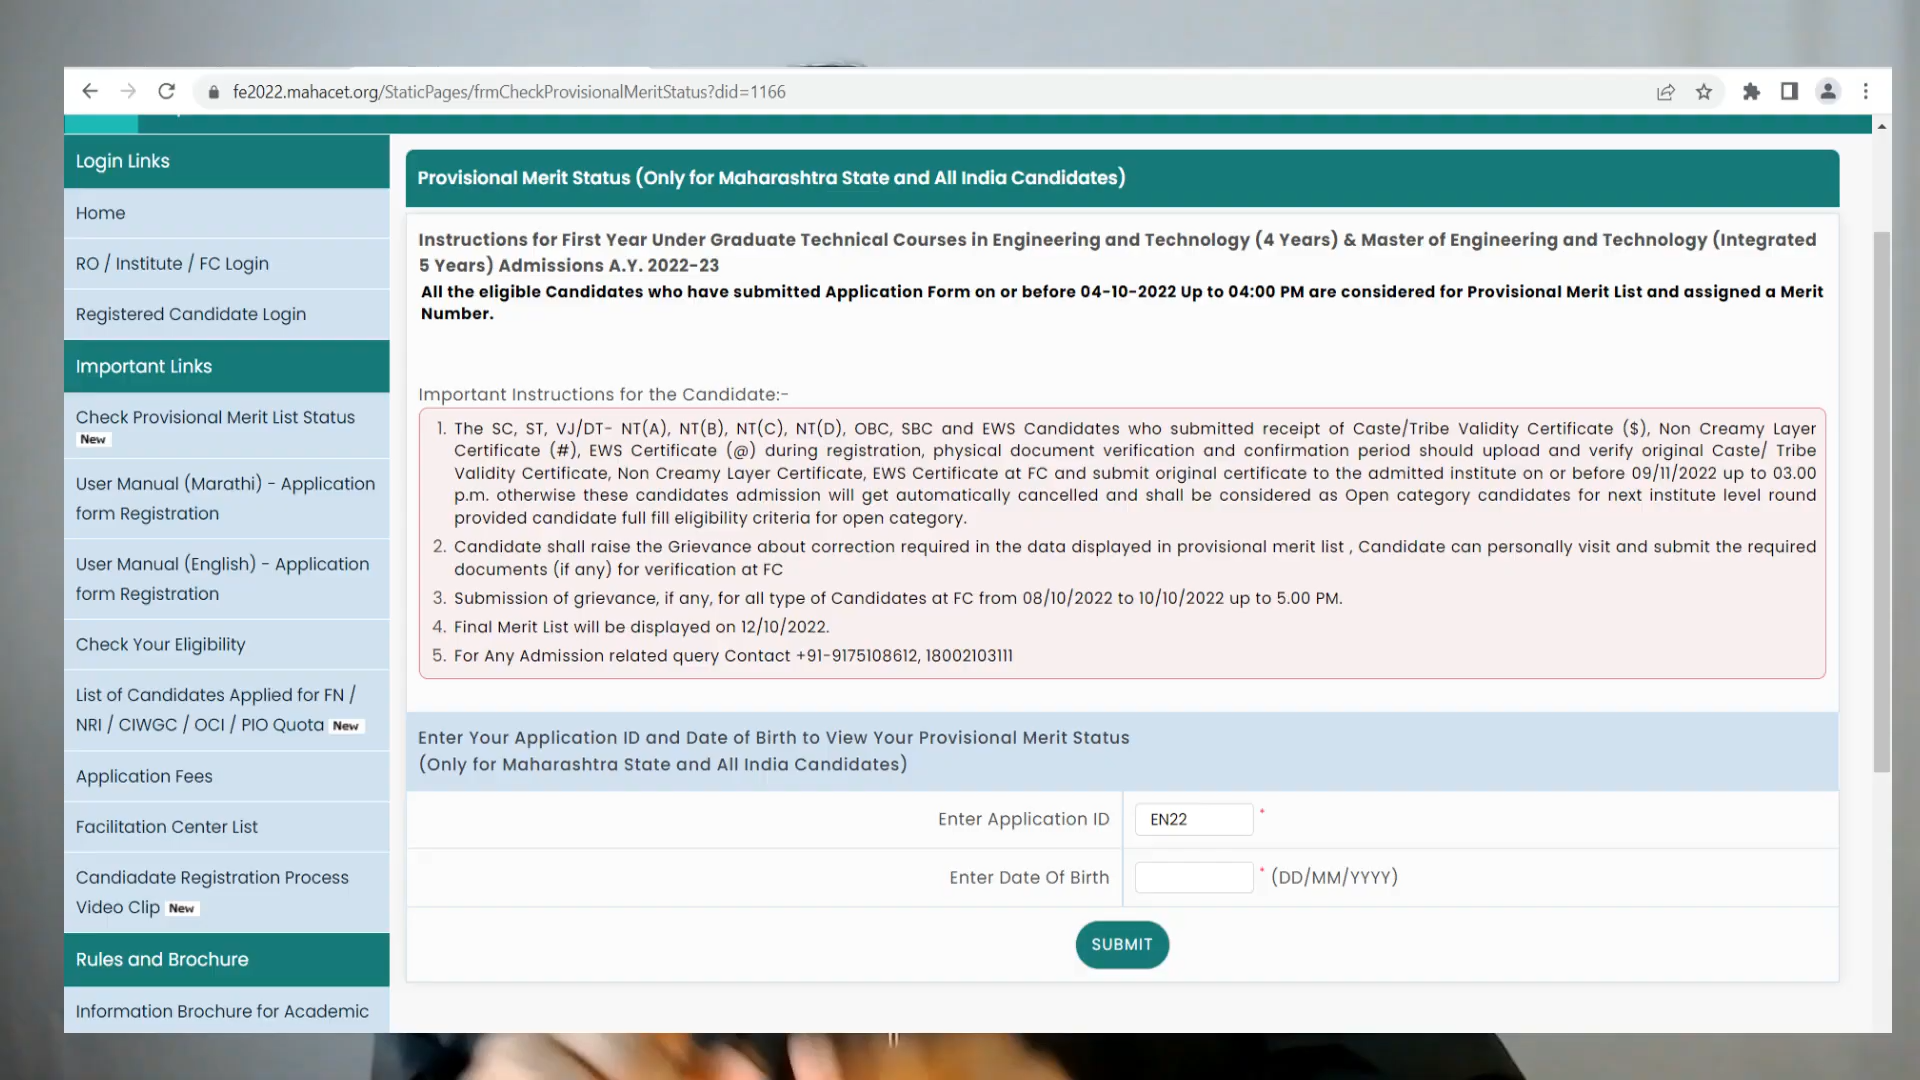 fe2022.mahacet.org/StaticPages/frmCheckProvisionalMeritStatus?did=1166
Login Links
Home
RO / Institute / FC Login
Registered Candidate Login
Important Links
Check Provisional Merit List Status
New
User Manual (Marathi) - Application
form Registration
User Manual (English) - Application
form Registration
Check Your Eligibility
List of Candidates Applied for FN /
NRI / CIWGC / OCI / PIO Quota New
Application Fees
Facilitation Center List
Candiadate Registration Process
Video Clip New
Rules and Brochure
Information Brochure for Academic
Provisional Merit Status (Only for Maharashtra State and All India Candidates)
Instructions for First Year Under Graduate Technical Courses in Engineering and Technology (4 Years) & Master of Engineering and Technology (Integrated
5 Years) Admissions A.Y. 2022-23
All the eligible Candidates who have submitted Application Form on or before 04-10-2022 Up to 04:00 PM are considered for Provisional Merit List and assigned a Merit
Number.
Important Instructions for the Candidate:-
1. The SC, ST, VJ/DT- NT(A), NT(B), NT(C), NT(D), OBC, SBC and EWS Candidates who submitted receipt of Caste/Tribe Validity Certificate ($), Non Creamy Layer
Certificate (#), EWS Certificate (@) during registration, physical document verification and confirmation period should upload and verify original Caste/ Tribe
Validity Certificate, Non Creamy Layer Certificate, EWS Certificate at FC and submit original certificate to the admitted institute on or before 09/11/2022 up to 03.00
p.m. otherwise these candidates admission will get automatically cancelled and shall be considered as Open category candidates for next institute level round
provided candidate full fill eligibility criteria for open category.
2. Candidate shall raise the Grievance about correction required in the data displayed in provisional merit list , Candidate can personally visit and submit the required
documents (if any) for verification at FC
3. Submission of grievance, if any, for all type of Candidates at FC from 08/10/2022 to 10/10/2022 up to 5.00 PM.
4. Final Merit List will be displayed on 12/10/2022.
5. For Any Admission related query Contact +91-9175108612, 18002103111
Enter Your Application ID and Date of Birth to View Your Provisional Merit Status
(Only for Maharashtra State and All India Candidates)
Enter Application ID EN22 *
Enter Date Of Birth * (DD/MM/YYYY)
SUBMIT